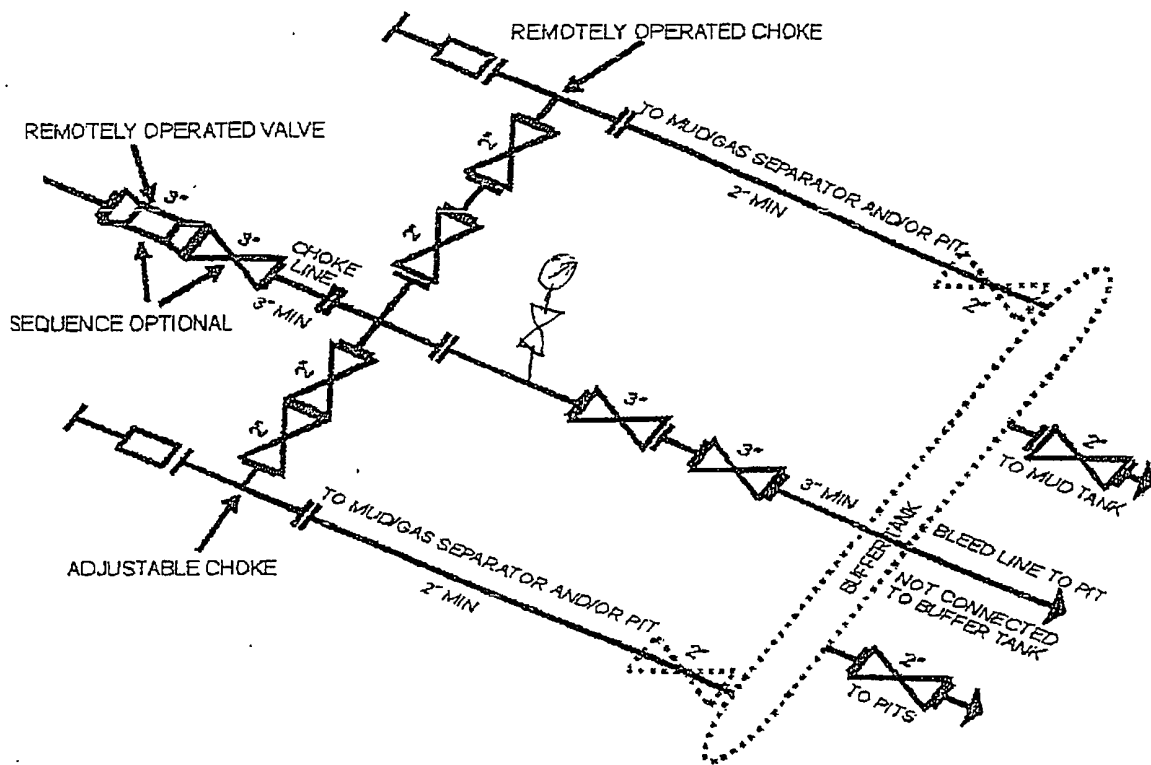 REMOTELY OPERATED CHOKE
REMOTELY OPERATED VALVE
TO MUD/GAS SEPARATOR AND/OR PIT
2" MIN
2"
2"
3"
3"
CHOKE
LINE
3" MIN
SEQUENCE OPTIONAL
2"
2"
2"
3"
3"
3" MIN
2"
TO MUD TANK
BUFFER TANK
BLEED LINE TO PIT
NOT CONNECTED
TO BUFFER TANK
ADJUSTABLE CHOKE
TO MUD/GAS SEPARATOR AND/OR PIT
2" MIN
2"
2"
TO PITS